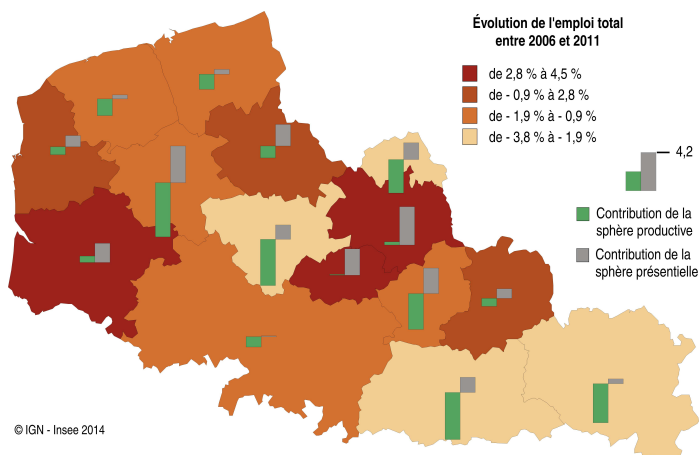 Évolution de l'emploi total
entre 2006 et 2011
de 2,8 % à 4,5 %
de - 0,9 % à 2,8 %
de - 1,9 % à - 0,9 %
de - 3,8 % à - 1,9 %
4,2
Contribution de la
sphère productive
Contribution de la
sphère présentielle
© IGN - Insee 2014